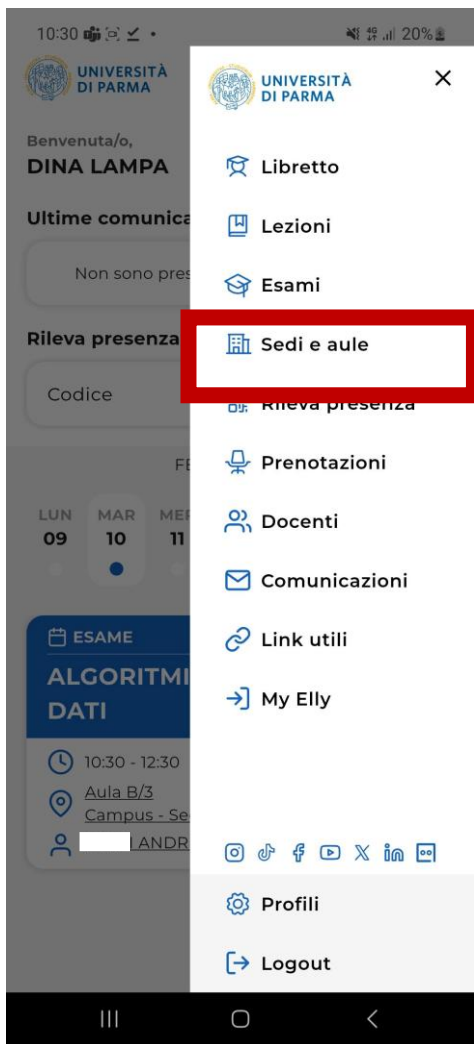 10:30
20%
UNIVERSITÀ
DI PARMA
Benvenuta/o,
DINA LAMPA
Ultime comunica
Non sono pres
Rileva presenza
Codice
FE
LUN MAR MER
09 10 11
ESAME
ALGORITMI
DATI
10:30 - 12:30
Aula B/3
Campus - Se
ANDR
UNIVERSITÀ
DI PARMA
Libretto
Lezioni
Esami
Sedi e aule
Rileva presenza
Prenotazioni
Docenti
Comunicazioni
Link utili
My Elly
Profili
Logout